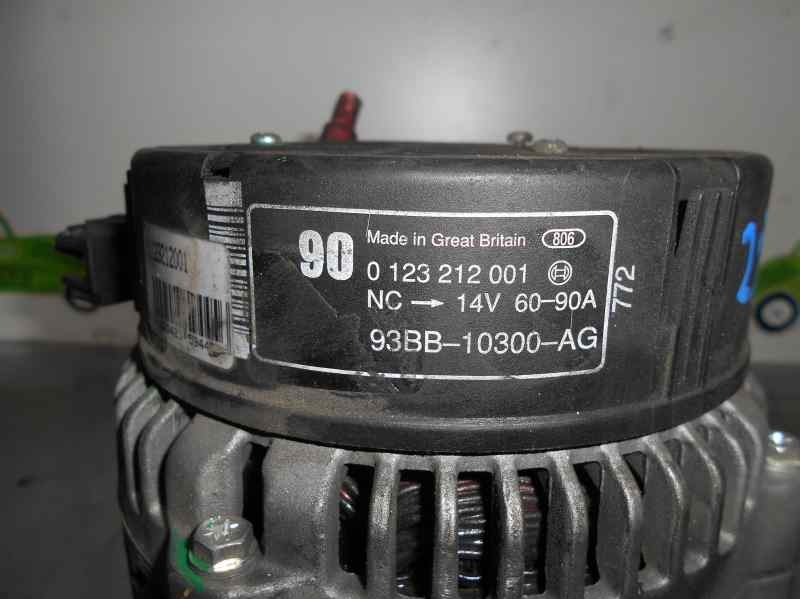 90
Made in Great Britain 806
0 123 212 001
NC → 14V 60-90A
93BB-10300-AG
772